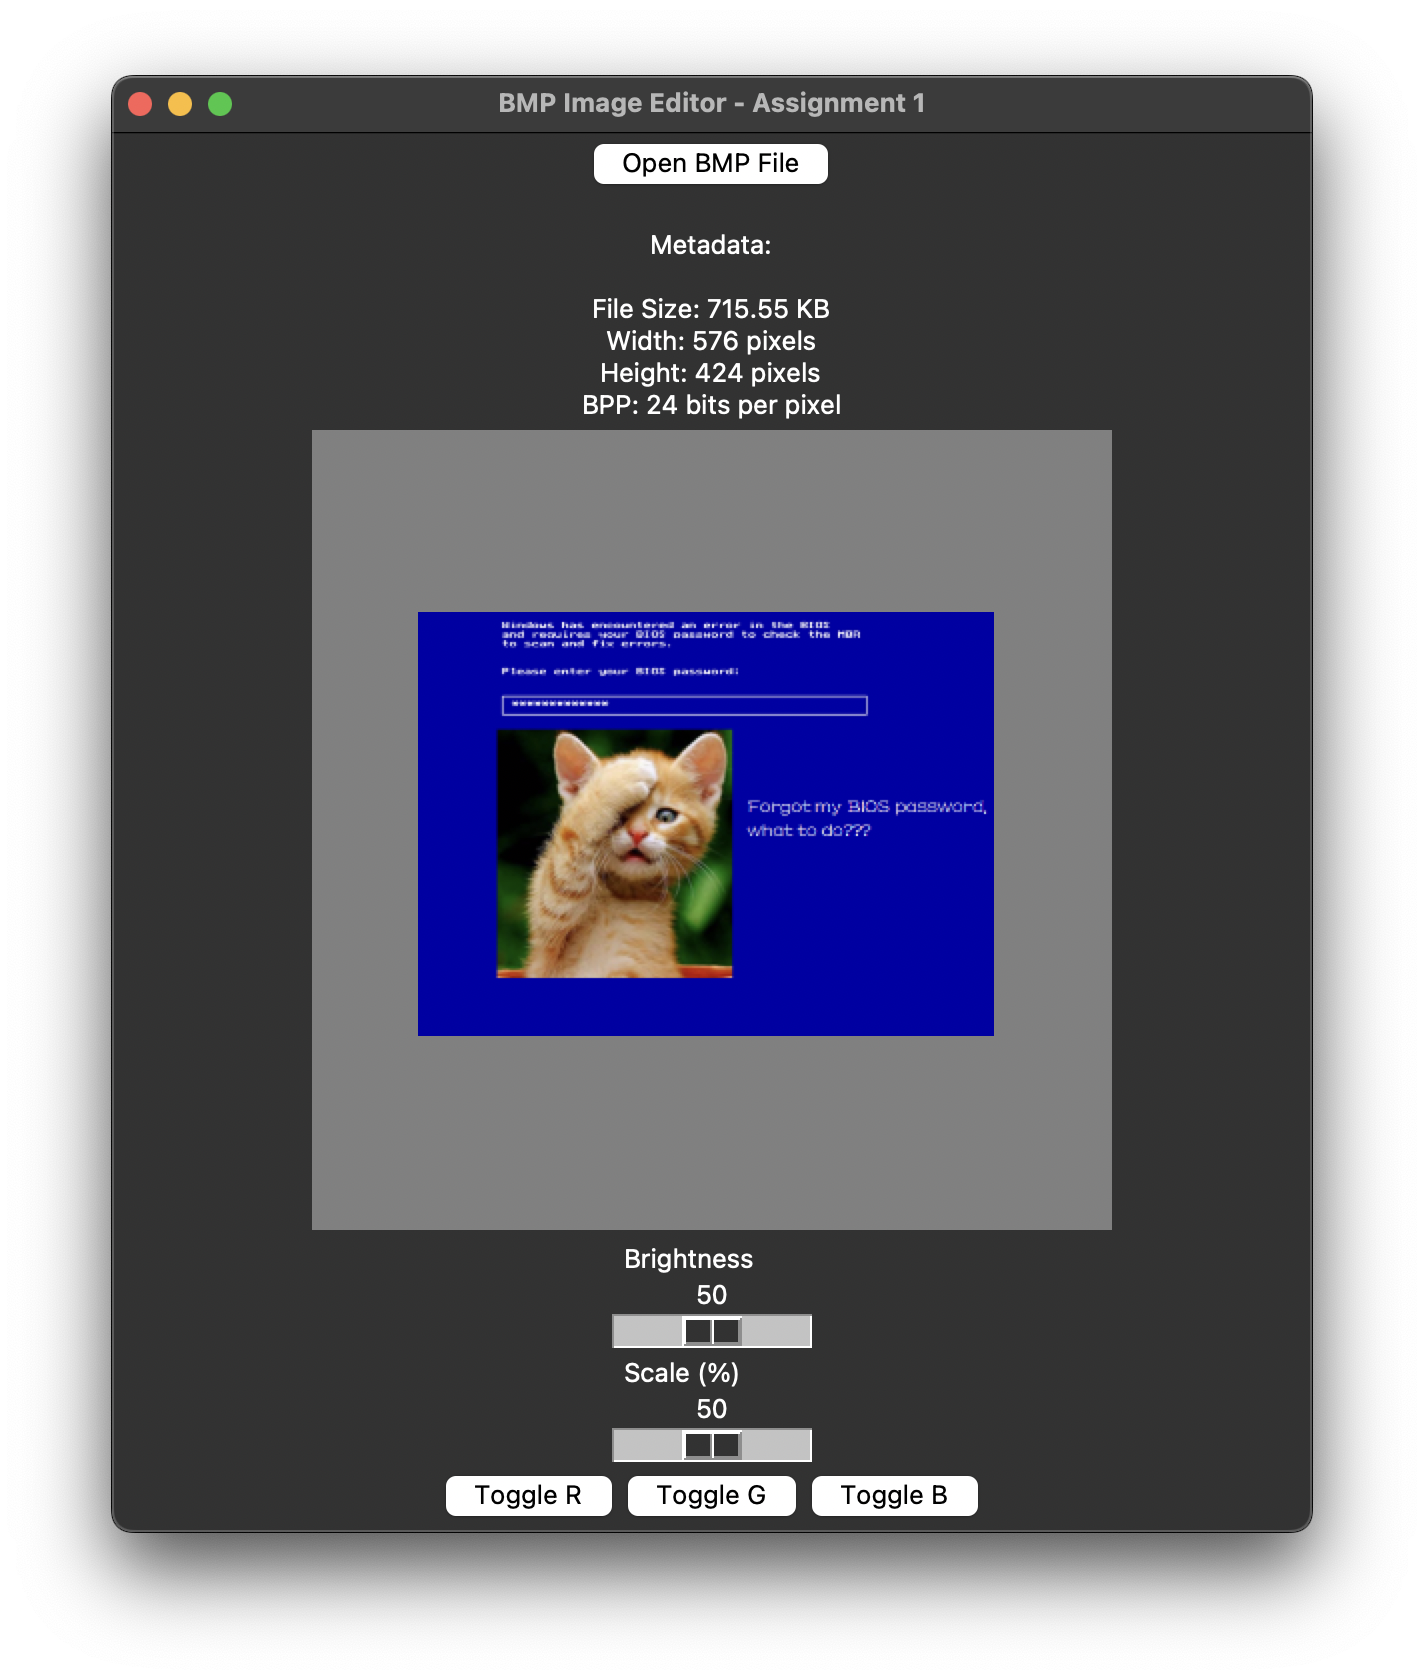 BMP Image Editor - Assignment 1
Open BMP File
Metadata:
File Size: 715.55 KB
Width: 576 pixels
Height: 424 pixels
BPP: 24 bits per pixel
Windows has encountered an error in the BIOS
and requires your BIOS password to check the MBR
to scan and fix errors.
Please enter your BIOS password:
*************
Forgot my BIOS password,
what to do???
Brightness
50
Scale (%)
50
Toggle R Toggle G Toggle B